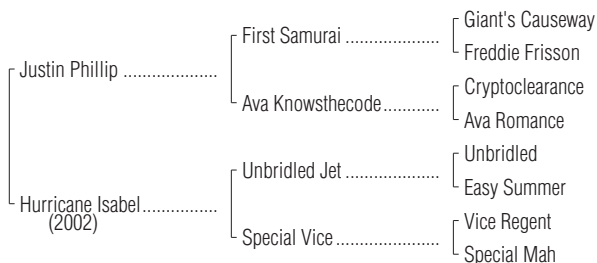 Giant's Causeway
First Samurai ....................
Freddie Frisson
Justin Phillip ....................
Cryptoclearance
Ava Knowsthecode ............
Ava Romance
Unbridled
Unbridled Jet ....................
Easy Summer
Hurricane Isabel ................
(2002)
Vice Regent
Special Vice ......................
Special Mah